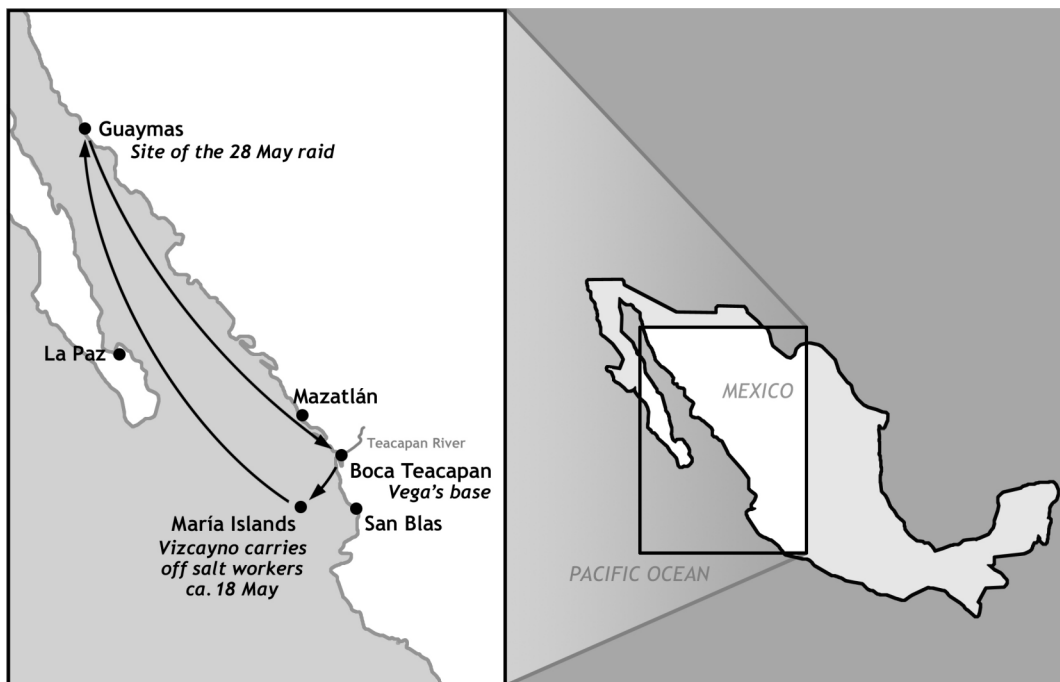 Guaymas
Site of the 28 May raid
La Paz
Mazatlán
Teacapan River
Boca Teacapan
Vega's base
María Islands
San Blas
Vizcayno carries
off salt workers
ca. 18 May
MEXICO
PACIFIC OCEAN